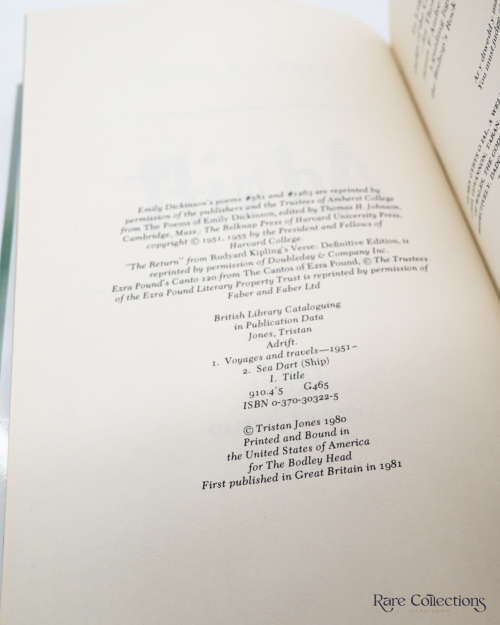 Emily Dickinson's poems #581 and #1463 are reprinted by
permission of the publishers and the Trustees of Amherst College
from The Poems of Emily Dickinson, edited by Thomas H. Johnson,
Cambridge, Mass., The Belknap Press of Harvard University Press,
copyright © 1951, 1955 by the President and Fellows of
Harvard College.
"The Return" from Rudyard Kipling's Verse: Definitive Edition, is
reprinted by permission of Doubleday & Company Inc.
Ezra Pound's Canto 120 from The Cantos of Ezra Pound, © The Trustees
of the Ezra Pound Literary Property Trust is reprinted by permission of
Faber and Faber Ltd
British Library Cataloguing
in Publication Data
Jones, Tristan
Adrift.
1. Voyages and travels—1951–
2. Sea Dart (Ship)
I. Title
910.4'5 G465
ISBN 0-370-30322-5
© Tristan Jones 1980
Printed and Bound in
the United States of America
for The Bodley Head
First published in Great Britain in 1981
the Bishop's Rock
You must judge
Rare Collections